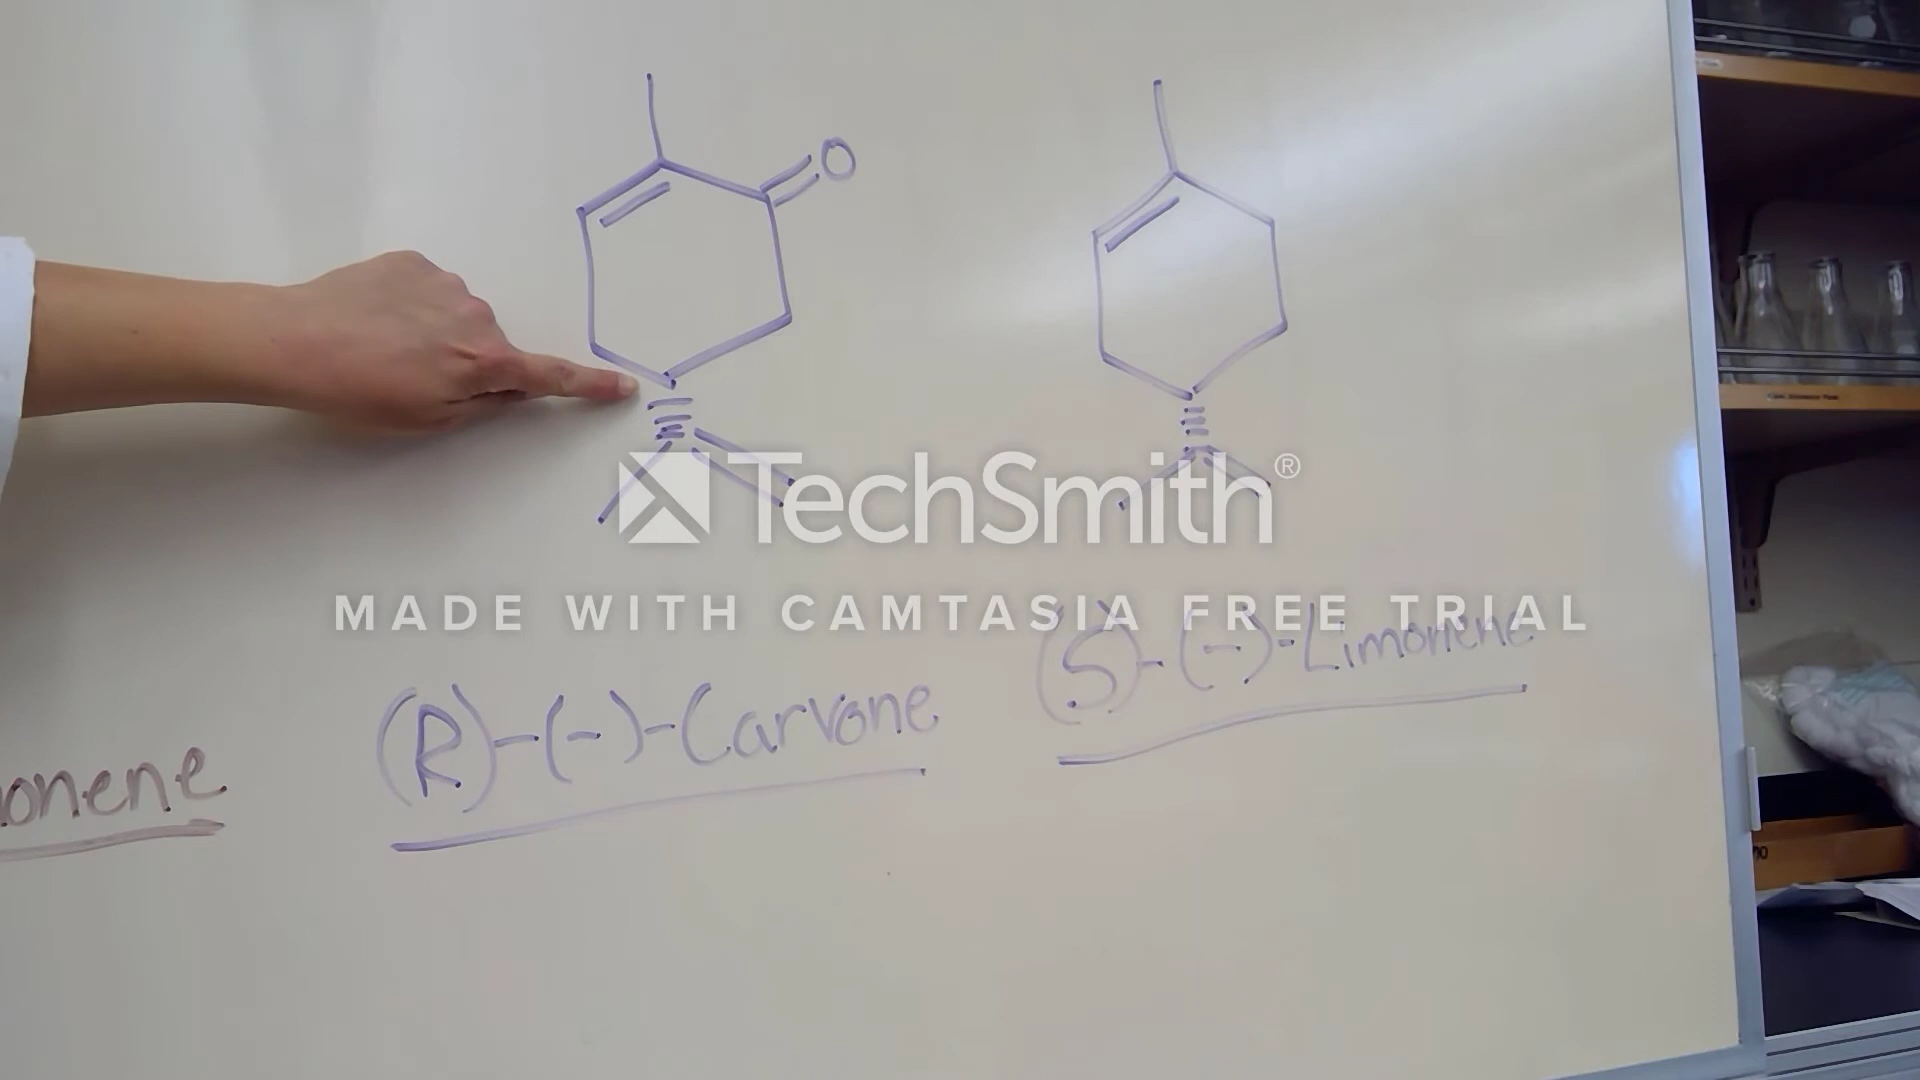 O
TechSmith®
MADE WITH CAMTASIA FREE TRIAL
(S)-(-)-Limonene
(R)-(-)-Carvone
onene